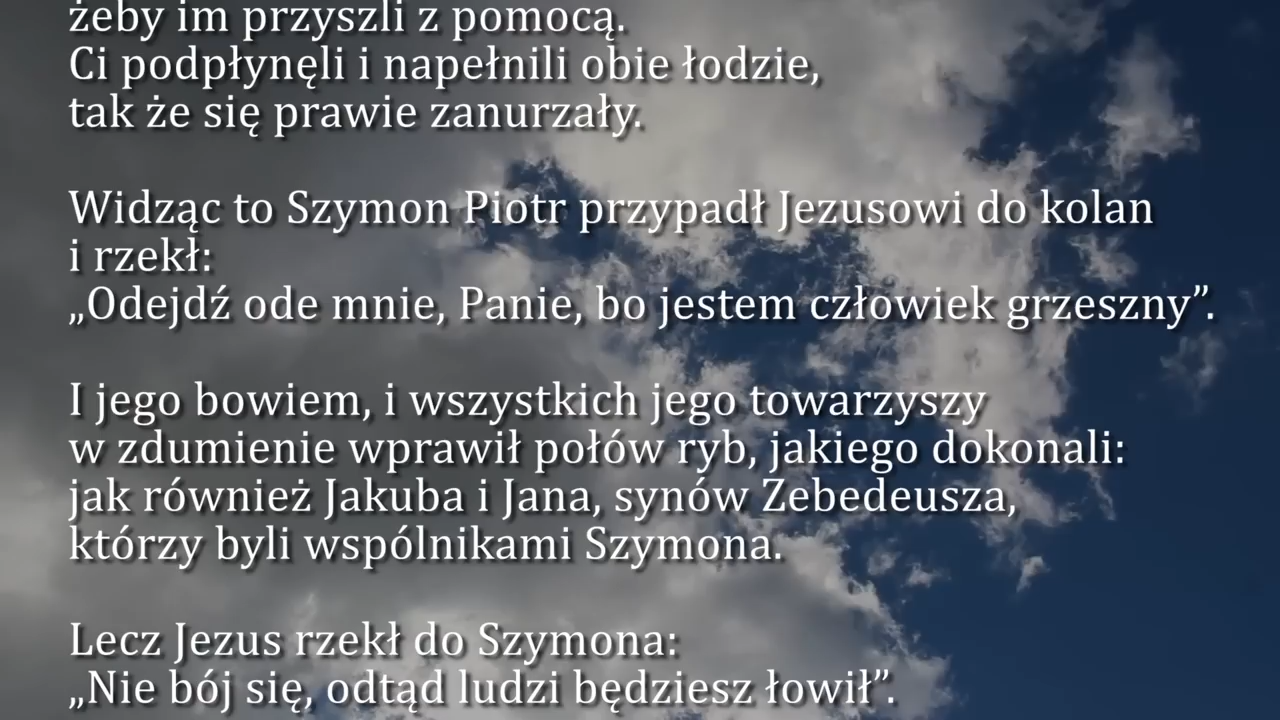 żeby im przyszli z pomocą.
Ci podpłynęli i napełnili obie łodzie,
tak że się prawie zanurzały.
Widząc to Szymon Piotr przypadł Jezusowi do kolan
i rzekł:
„Odejdź ode mnie, Panie, bo jestem człowiek grzeszny”.
I jego bowiem, i wszystkich jego towarzyszy
w zdumienie wprawił połów ryb, jakiego dokonali:
jak również Jakuba i Jana, synów Zebedeusza,
którzy byli wspólnikami Szymona.
Lecz Jezus rzekł do Szymona:
„Nie bój się, odtąd ludzi będziesz łowił”.